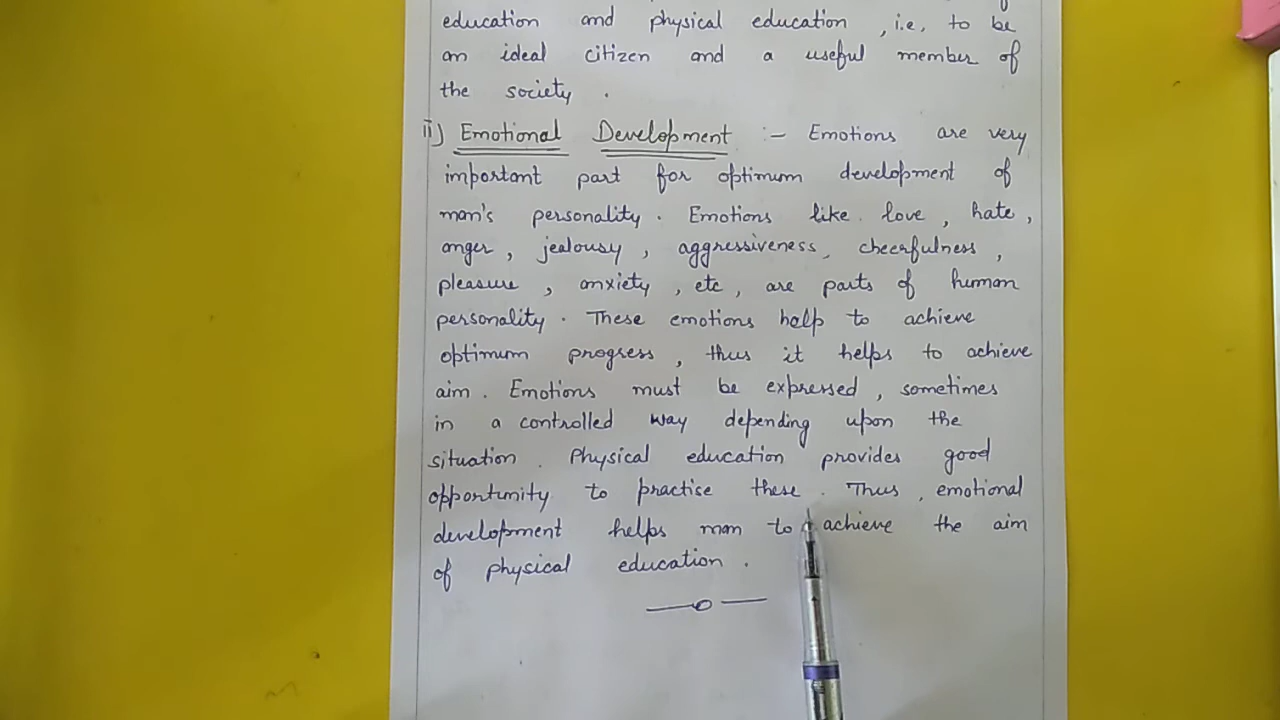 education and physical education , i.e, to be
an ideal citizen and a useful member of
the society .
ii) Emotional Development :- Emotions are very
important part for optimum development of
man's personality . Emotions like love , hate ,
anger , jealousy , aggressiveness , cheerfulness ,
pleasure , anxiety , etc , are parts of human
personality . These emotions help to achieve
optimum progress , thus it helps to achieve
aim . Emotions must be expressed , sometimes
in a controlled way depending upon the
situation . Physical education provides good
opportunity to practise these . Thus , emotional
development helps man to achieve the aim
of physical education .